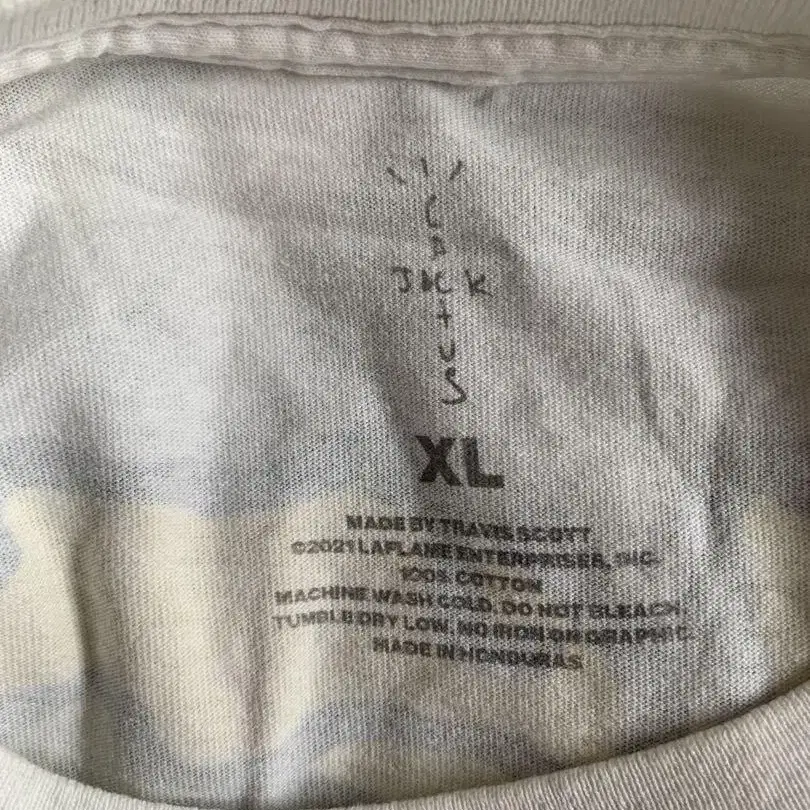 CACTUS
JACK
XL
MADE BY TRAVIS SCOTT
©2021 LAFLAME ENTERPRISES, INC.
100% COTTON
MACHINE WASH COLD. DO NOT BLEACH.
TUMBLE DRY LOW. NO IRON ON GRAPHIC.
MADE IN HONDURAS